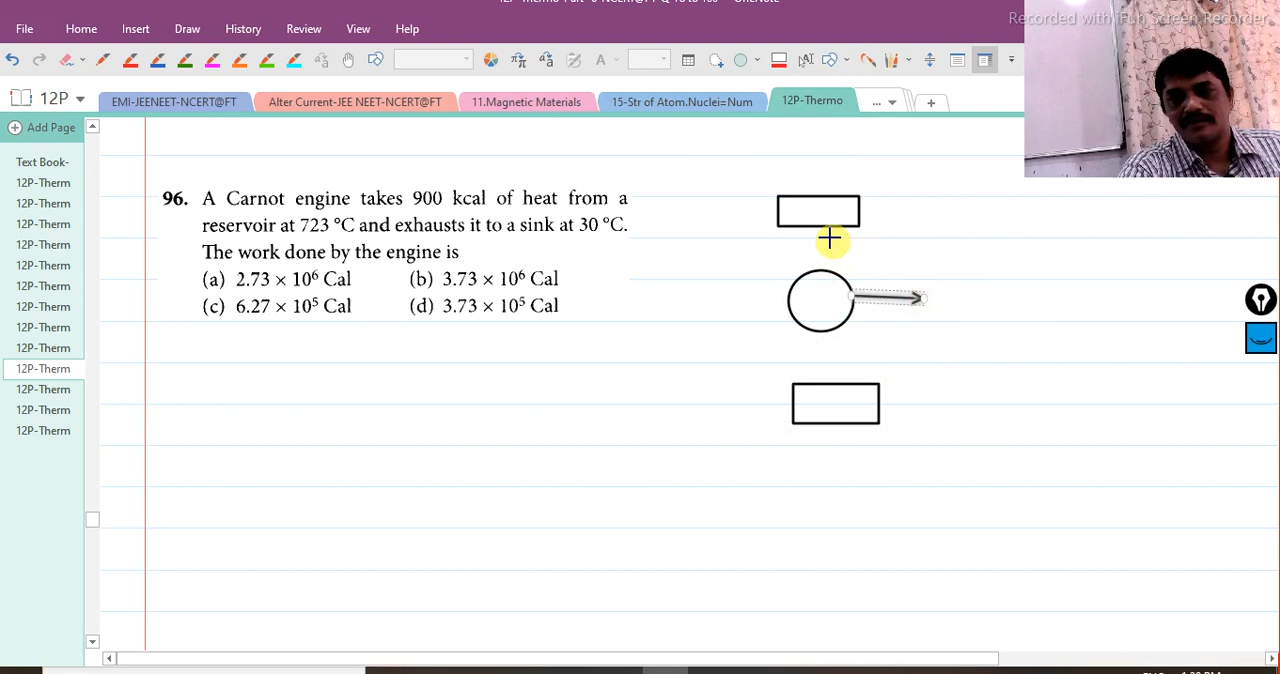 Recorded with iFun Screen Recorder
File Home Insert Draw History Review View Help
12P
EMI-JEENEET-NCERT@FT
Alter Current-JEE NEET-NCERT@FT
11.Magnetic Materials
15-Str of Atom.Nuclei=Num
12P-Thermo
...
Add Page
Text Book-
12P-Therm
12P-Therm
12P-Therm
12P-Therm
12P-Therm
12P-Therm
12P-Therm
12P-Therm
12P-Therm
12P-Therm
12P-Therm
12P-Therm
12P-Therm
96. A Carnot engine takes 900 kcal of heat from a
reservoir at 723 °C and exhausts it to a sink at 30 °C.
The work done by the engine is
(a) 2.73 × 10⁶ Cal (b) 3.73 × 10⁶ Cal
(c) 6.27 × 10⁵ Cal (d) 3.73 × 10⁵ Cal